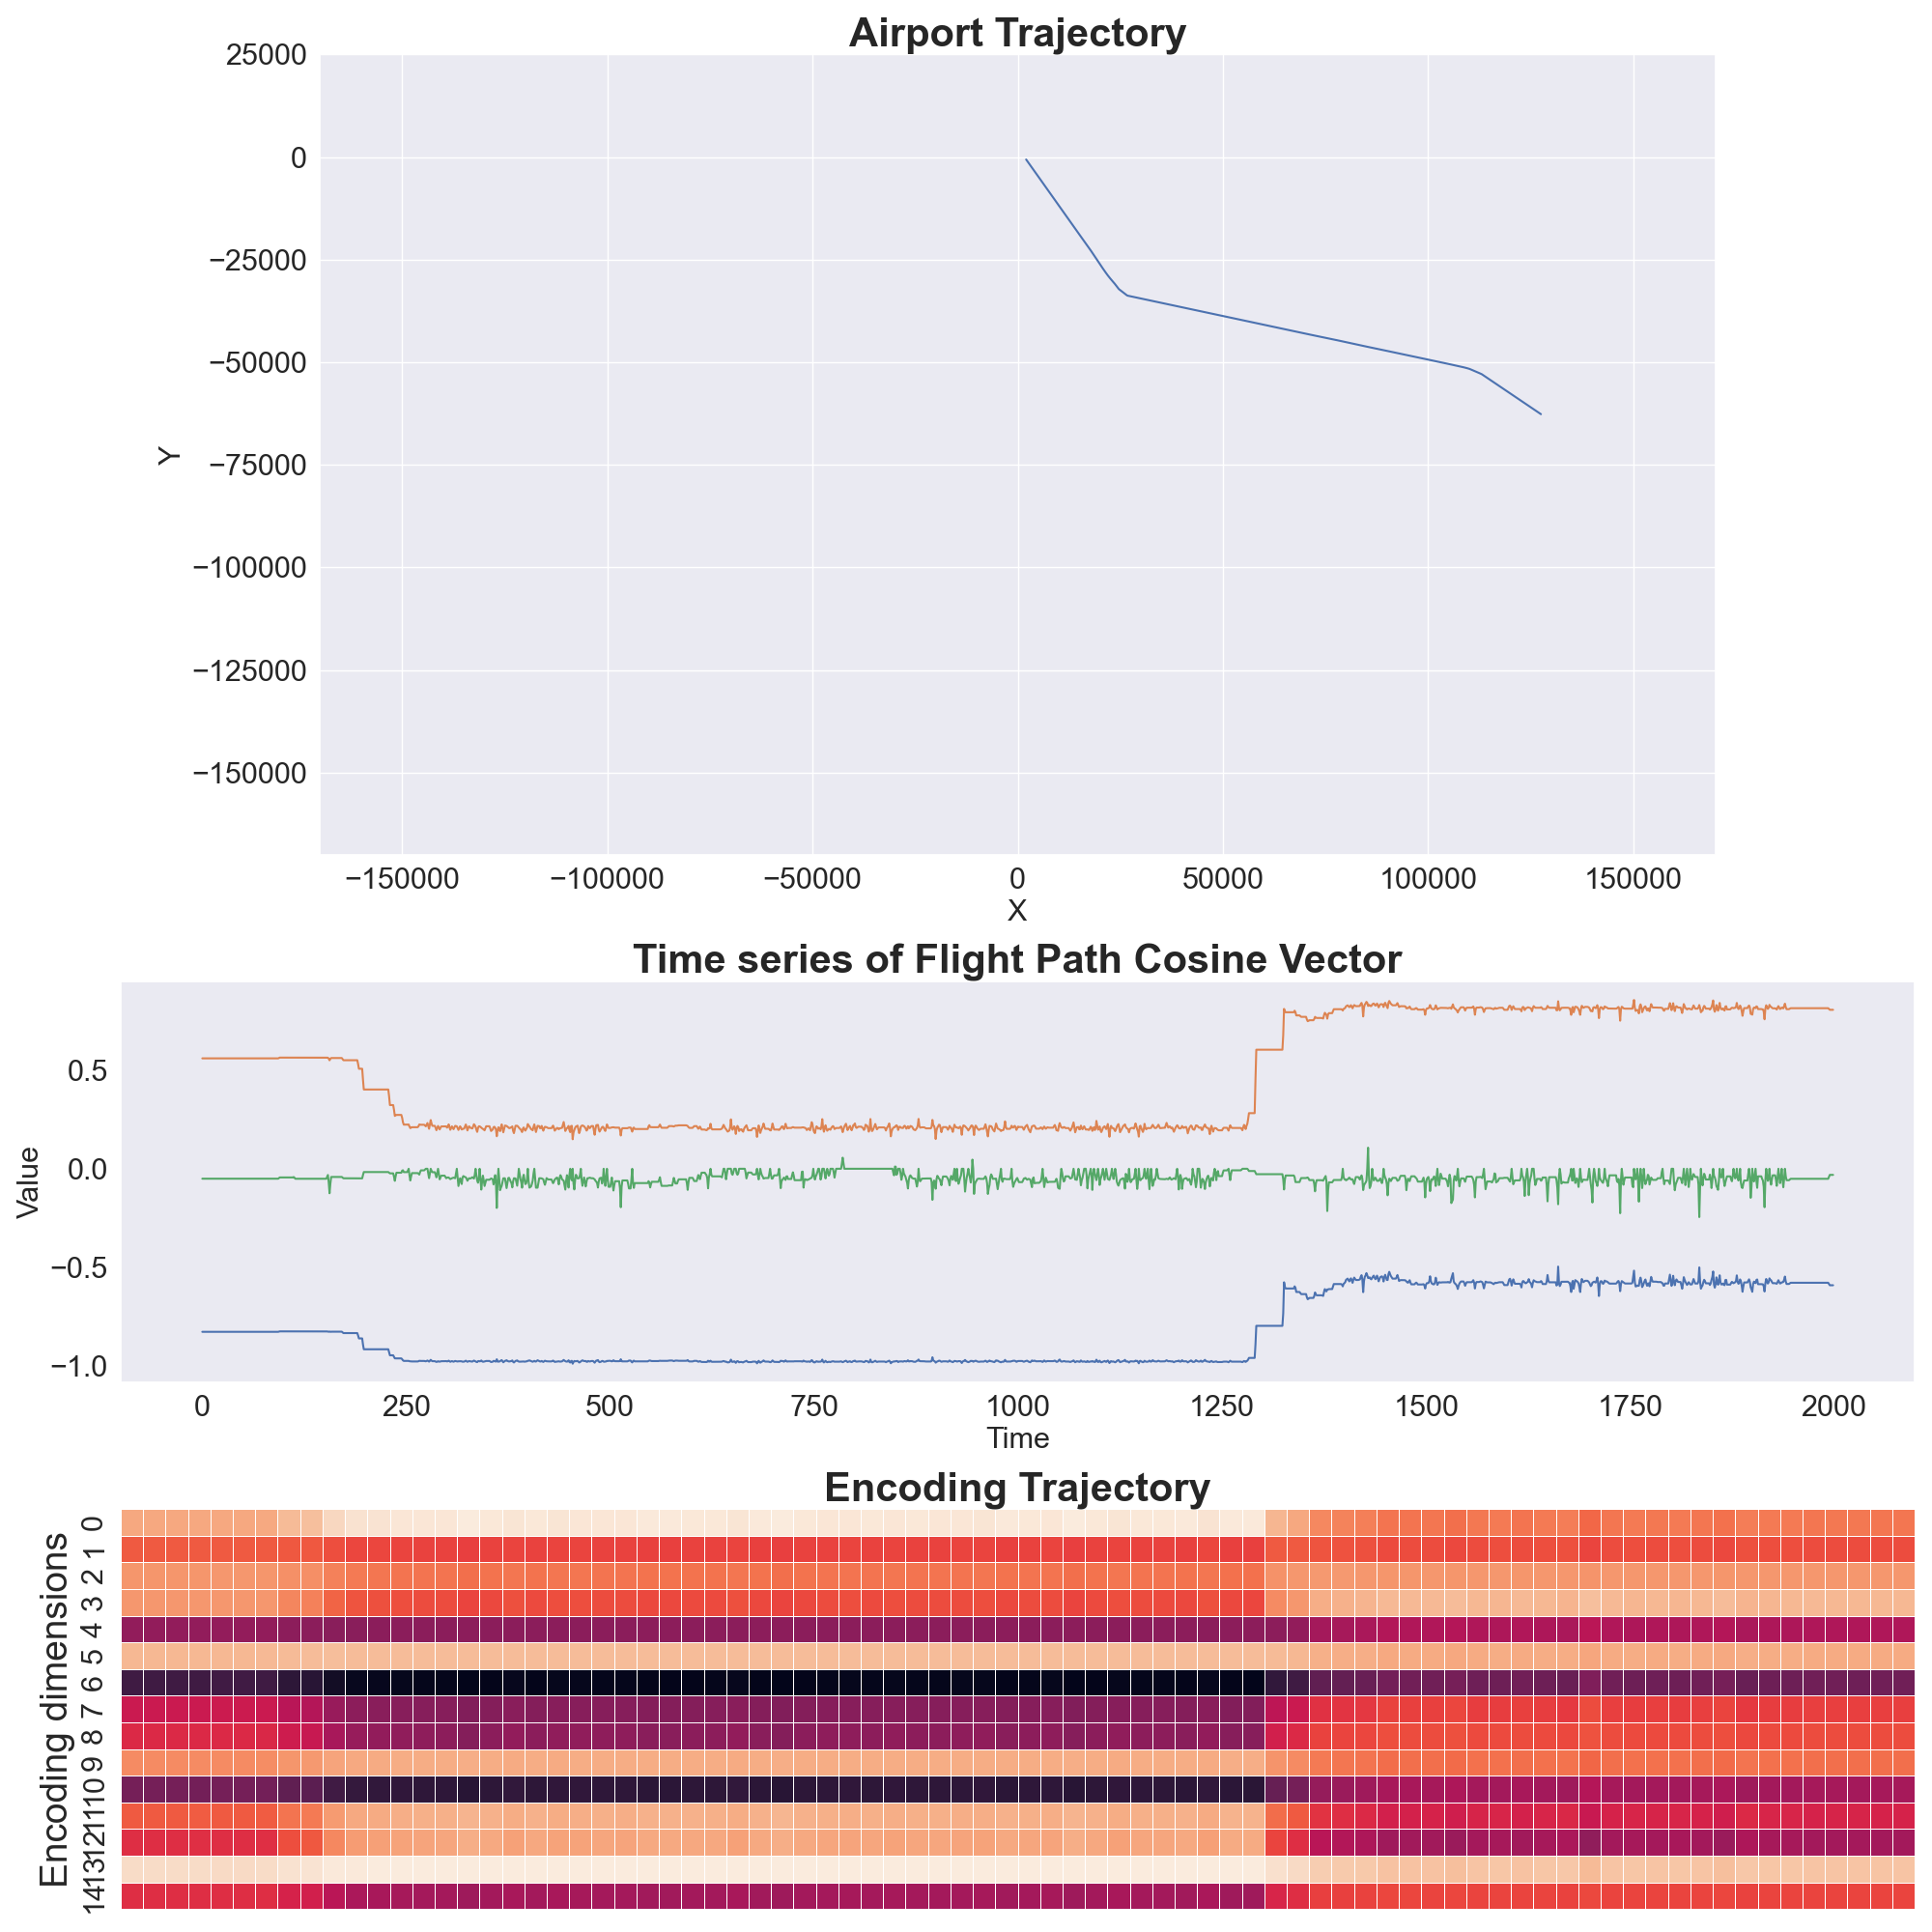 Airport Trajectory
25000
0
−25000
−50000
−75000
−100000
−125000
−150000
Y
−150000 −100000 −50000 0 50000 100000 150000
X
Time series of Flight Path Cosine Vector
0.5
0.0
−0.5
−1.0
Value
0 250 500 750 1000 1250 1500 1750 2000
Time
Encoding Trajectory
Encoding dimensions
0
1
2
3
4
5
6
7
8
9
10
11
12
13
14